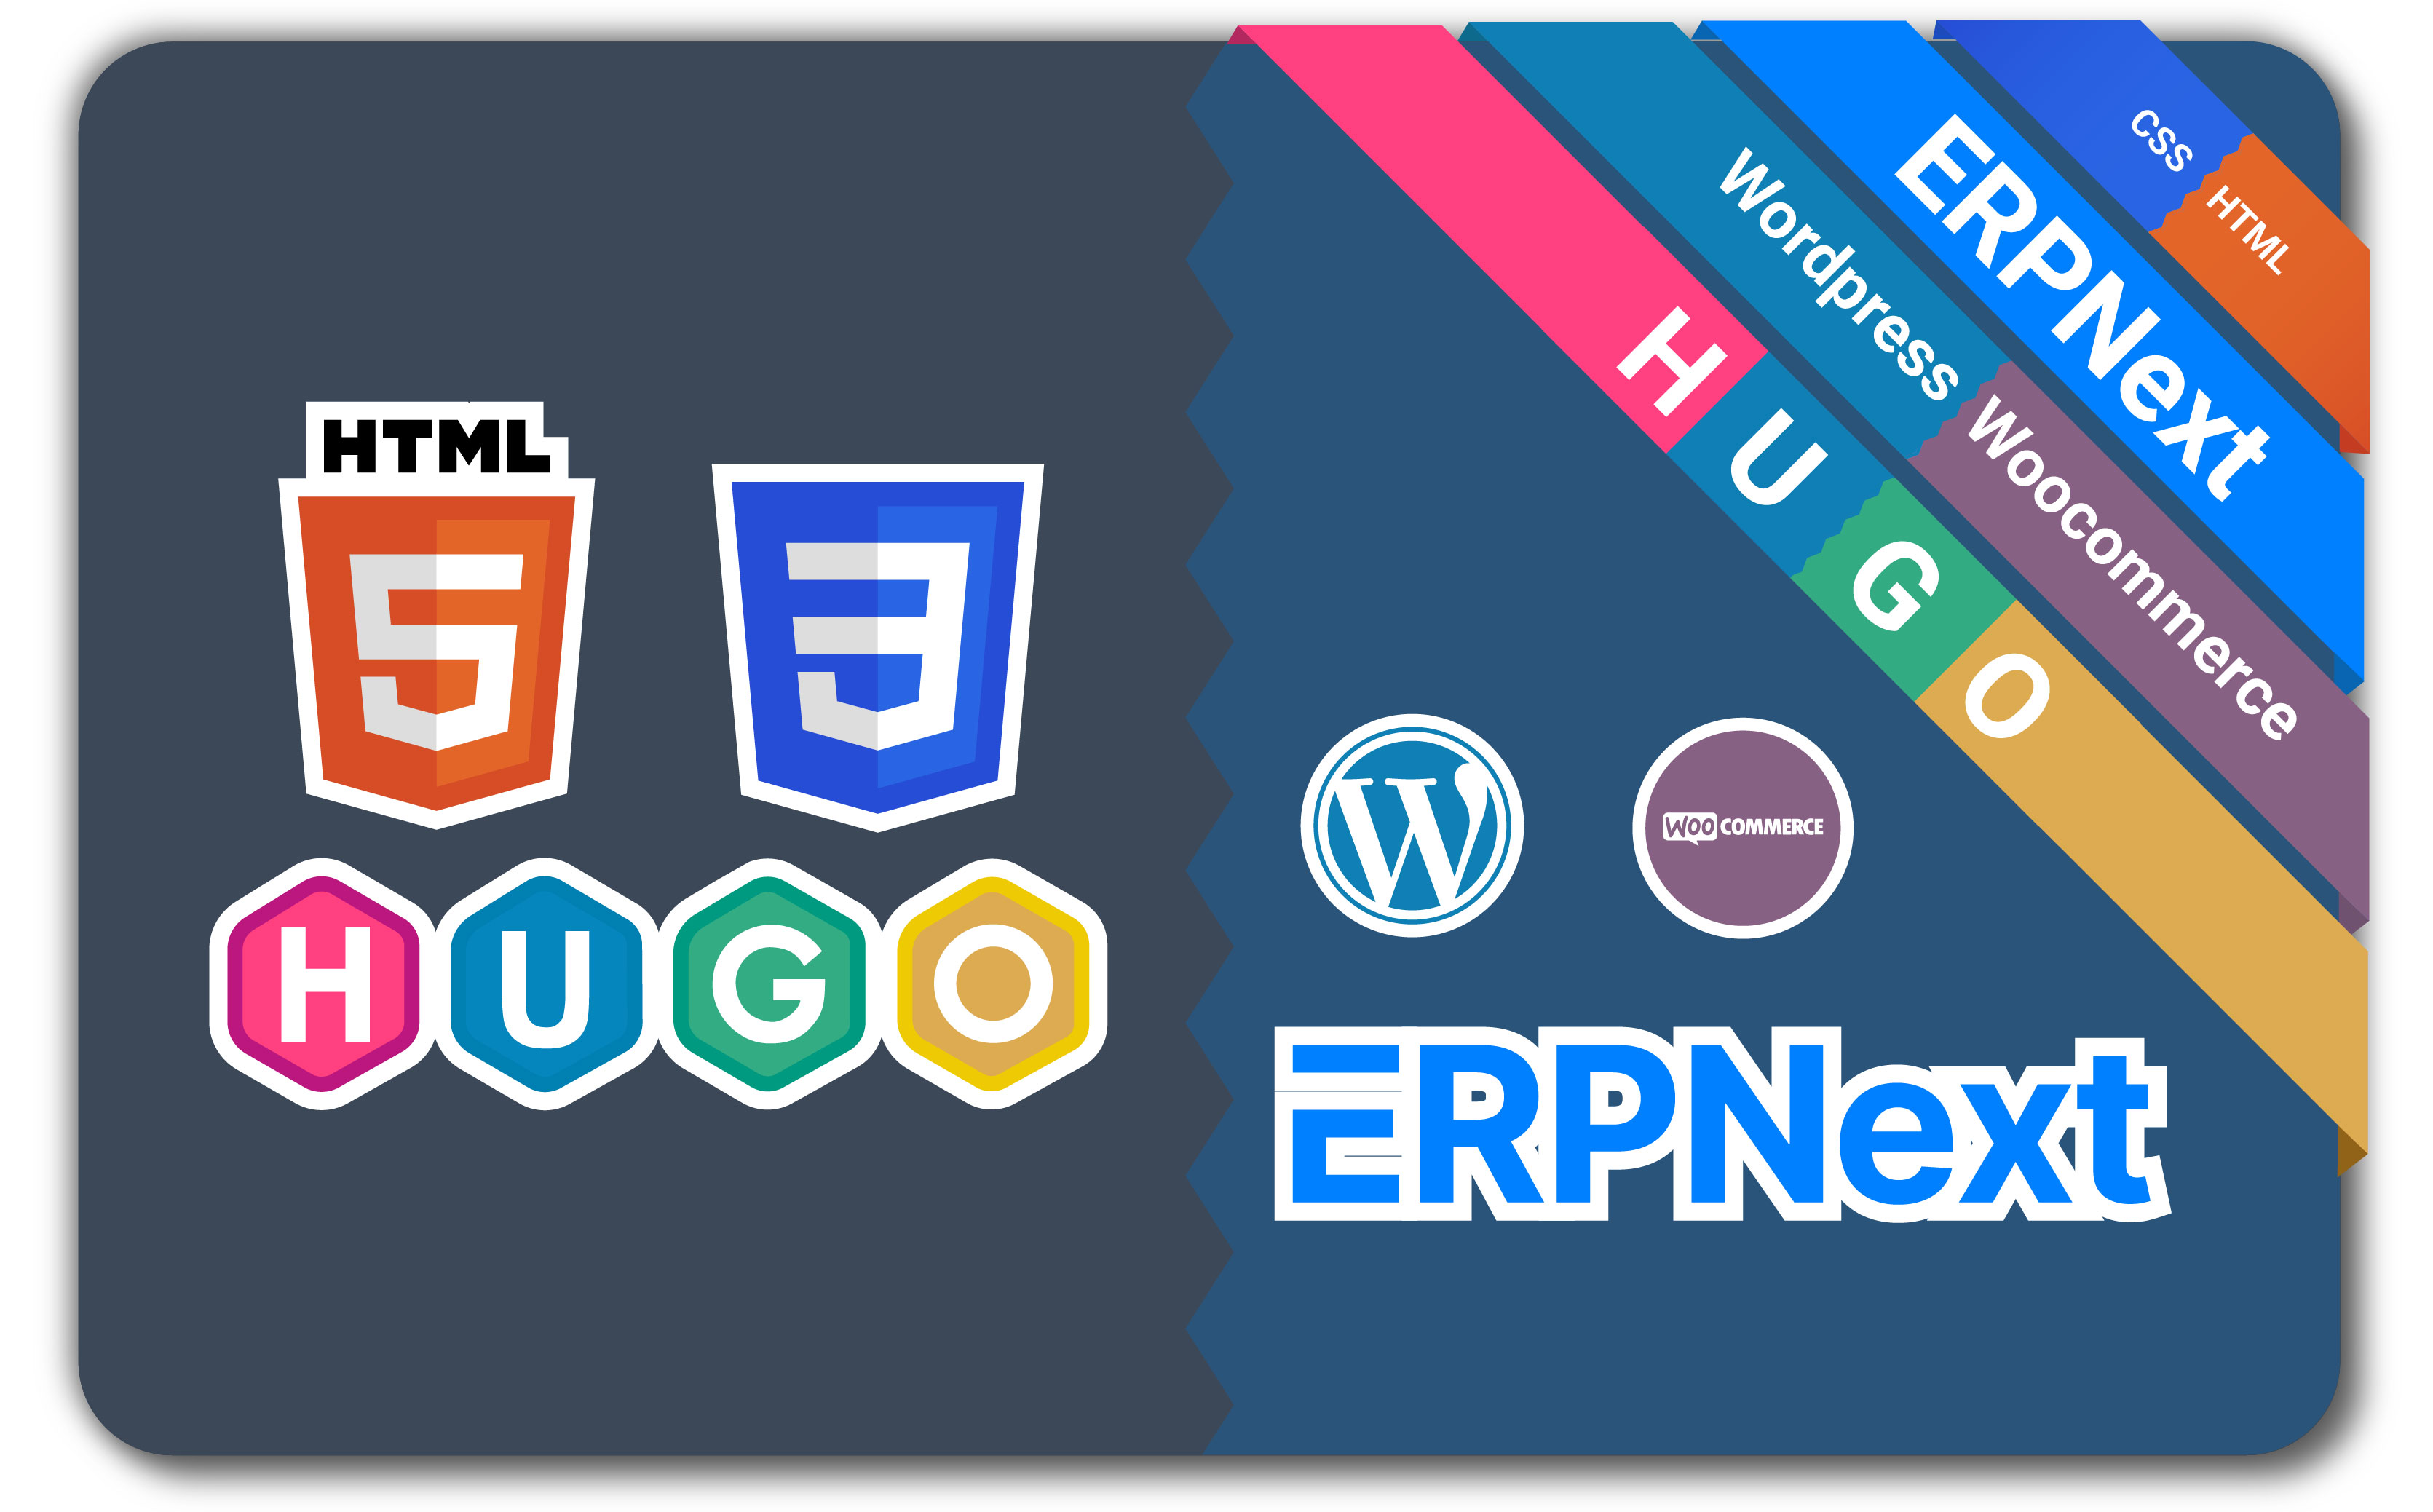 CSS HTML
ERPNext
Wordpress Woocommerce
H U G O
HTML
5
3
HUGO
W
WOO COMMERCE
ERPNext